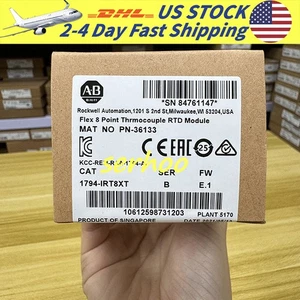 DHL
US STOCK
2-4 Day Fast Shipping
AB
*SN 84761147*
Rockwell Automation,1201 S 2nd St,Milwaukee,WI 53204,USA
Flex 8 Point Thrmocouple RTD Module
MAT NO PN-36133
serhoo
CAT SER FW
1794-IRT8XT B E.1
10612598731203
PLANT 5170
PRODUCT OF SINGAPORE